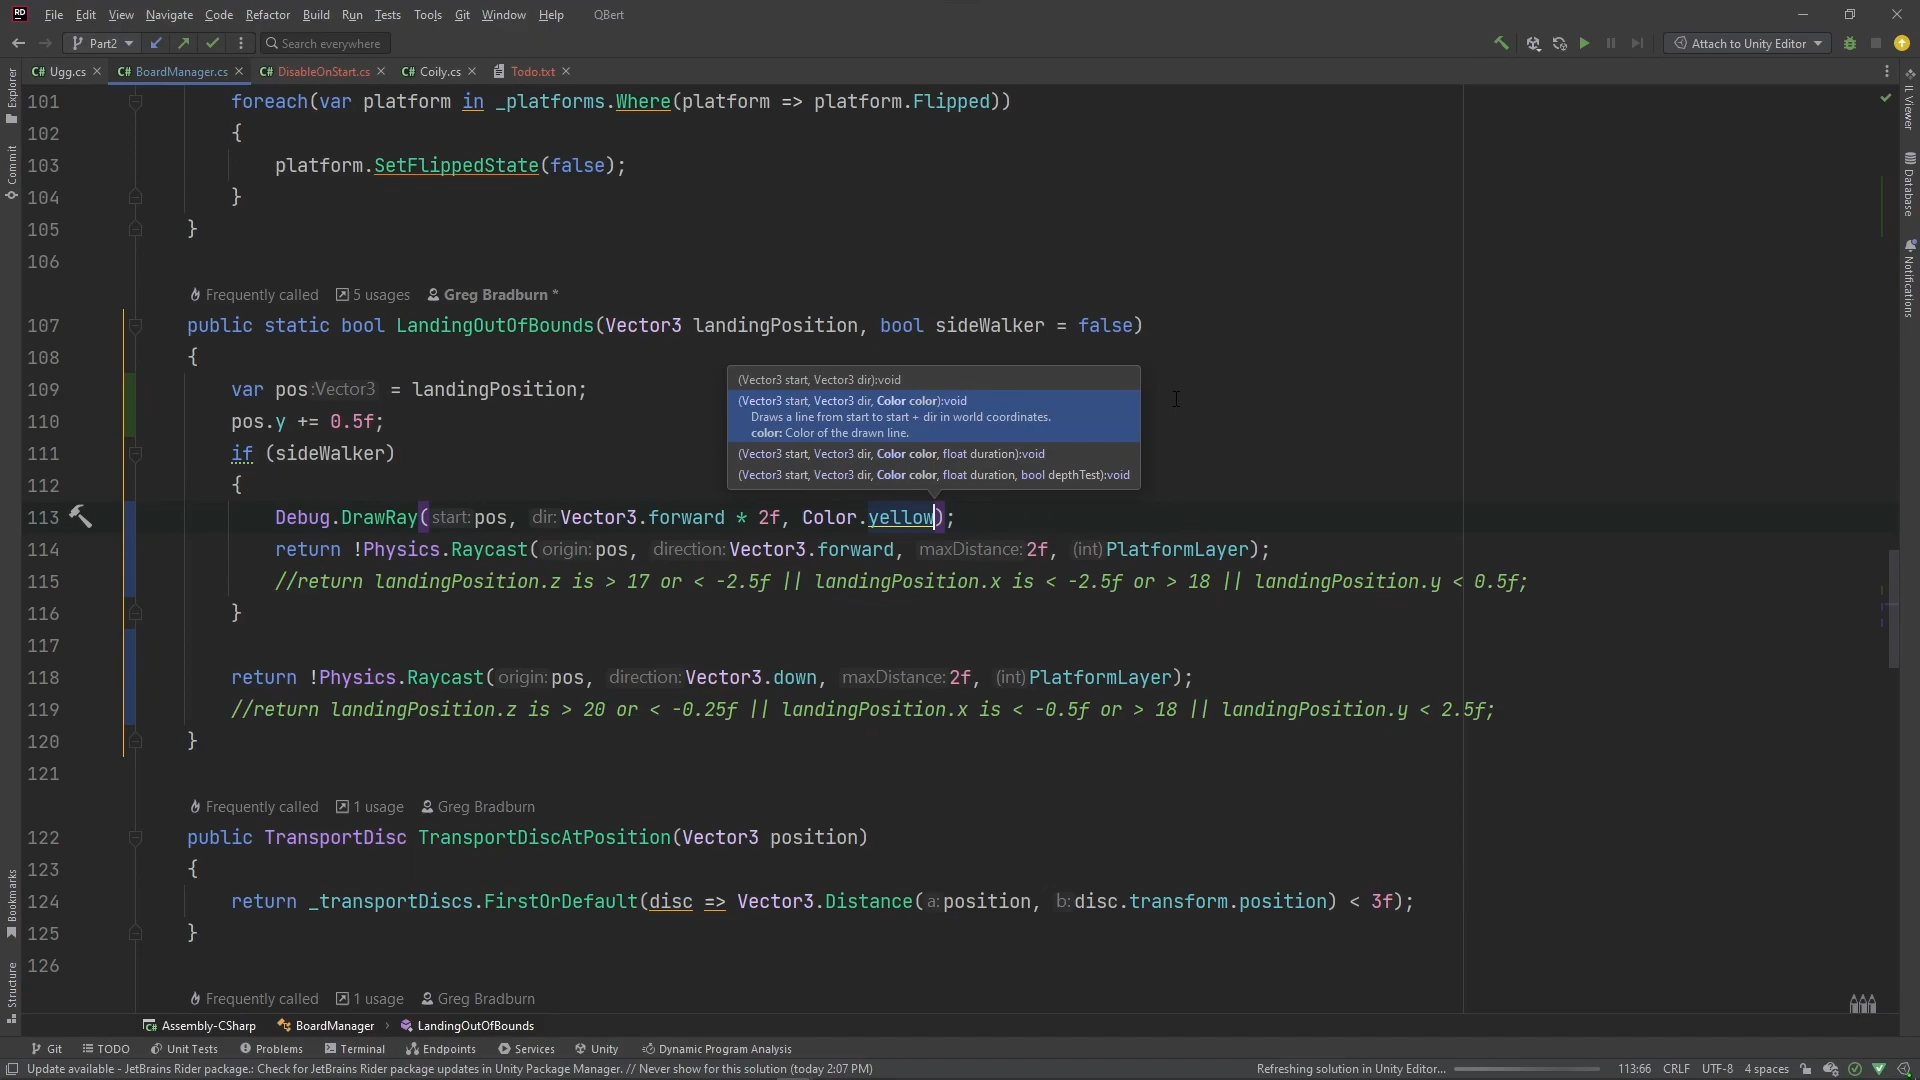 File Edit View Navigate Code Refactor Build Run Tests Tools Git Window Help QBert
Part2 Search everywhere Attach to Unity Editor
C# Ugg.cs C# BoardManager.cs C# DisableOnStart.cs C# Coily.cs Todo.txt
Explorer
Commit
Bookmarks
Structure
IL Viewer
Database
Notifications
101 foreach(var platform in _platforms.Where(platform => platform.Flipped))
102 {
103 platform.SetFlippedState(false);
104 }
105 }
106
Frequently called 5 usages Greg Bradburn *
107 public static bool LandingOutOfBounds(Vector3 landingPosition, bool sideWalker = false)
108 {
109 var pos:Vector3 = landingPosition;
110 pos.y += 0.5f;
111 if (sideWalker)
112 {
(Vector3 start, Vector3 dir):void
(Vector3 start, Vector3 dir, Color color):void
Draws a line from start to start + dir in world coordinates.
color: Color of the drawn line.
(Vector3 start, Vector3 dir, Color color, float duration):void
(Vector3 start, Vector3 dir, Color color, float duration, bool depthTest):void
113 Debug.DrawRay(start:pos, dir:Vector3.forward * 2f, Color.yellow);
114 return !Physics.Raycast(origin:pos, direction:Vector3.forward, maxDistance:2f, (int)PlatformLayer);
115 //return landingPosition.z is > 17 or < -2.5f || landingPosition.x is < -2.5f or > 18 || landingPosition.y < 0.5f;
116 }
117
118 return !Physics.Raycast(origin:pos, direction:Vector3.down, maxDistance:2f, (int)PlatformLayer);
119 //return landingPosition.z is > 20 or < -0.25f || landingPosition.x is < -0.5f or > 18 || landingPosition.y < 2.5f;
120 }
121
Frequently called 1 usage Greg Bradburn
122 public TransportDisc TransportDiscAtPosition(Vector3 position)
123 {
124 return _transportDiscs.FirstOrDefault(disc => Vector3.Distance(a:position, b:disc.transform.position) < 3f);
125 }
126
Frequently called 1 usage Greg Bradburn
Assembly-CSharp BoardManager LandingOutOfBounds
Git TODO Unit Tests Problems Terminal Endpoints Services Unity Dynamic Program Analysis
Update available - JetBrains Rider package.: Check for JetBrains Rider package updates in Unity Package Manager. // Never show for this solution (today 2:07 PM) Refreshing solution in Unity Editor... 113:66 CRLF UTF-8 4 spaces